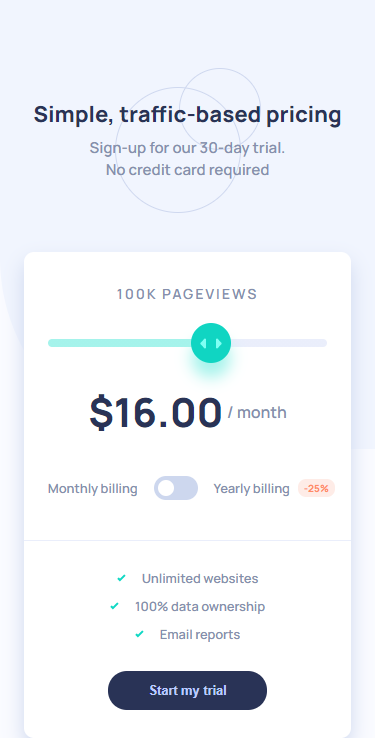 Simple, traffic-based pricing
Sign-up for our 30-day trial.
No credit card required
100K PAGEVIEWS
$16.00 / month
Monthly billing Yearly billing -25%
Unlimited websites
100% data ownership
Email reports
Start my trial